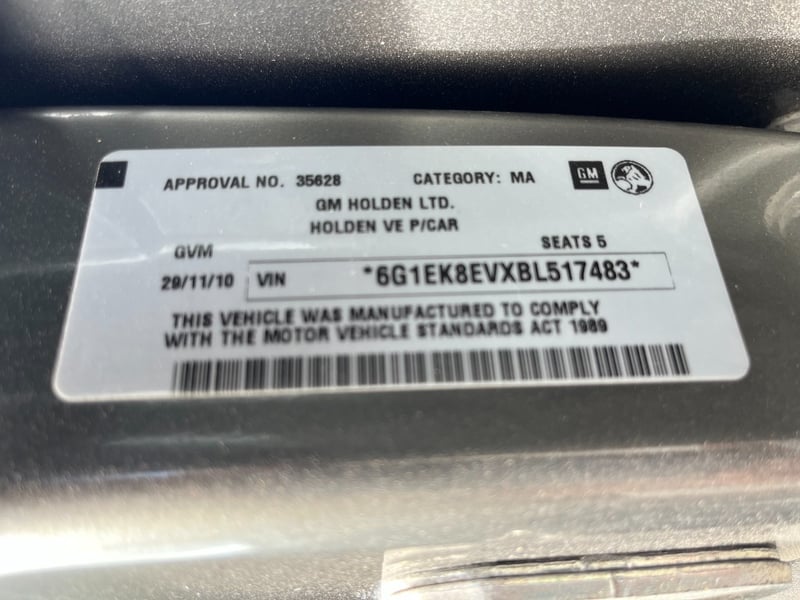 APPROVAL NO. 35628 CATEGORY: MA GM
GM HOLDEN LTD.
HOLDEN VE P/CAR
GVM SEATS 5
29/11/10 VIN *6G1EK8EVXBL517483*
THIS VEHICLE WAS MANUFACTURED TO COMPLY
WITH THE MOTOR VEHICLE STANDARDS ACT 1989